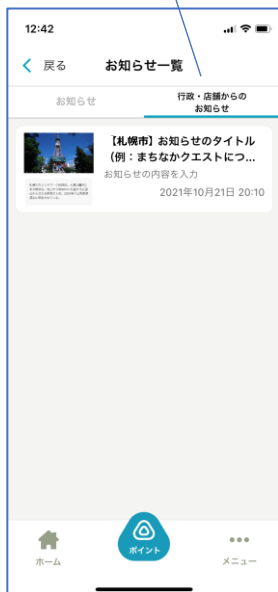 12:42
戻る
お知らせ一覧
お知らせ
行政・店舗からの
お知らせ
【札幌市】お知らせのタイトル
（例：まちなかクエストにつ...
お知らせの内容を入力
2021年10月21日 20:10
ホーム
ポイント
メニュー